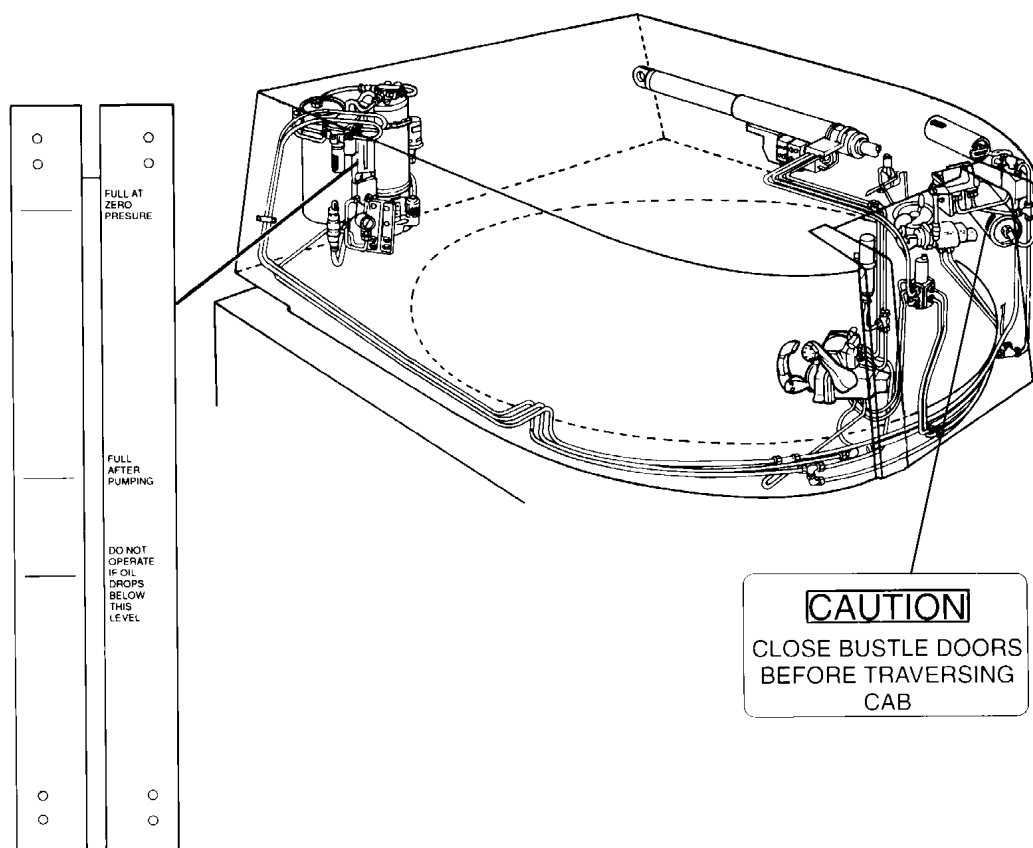 FULL AT
ZERO
PRESURE
FULL
AFTER
PUMPING
DO NOT
OPERATE
IF OIL
DROPS
BELOW
THIS
LEVEL
CAUTION
CLOSE BUSTLE DOORS
BEFORE TRAVERSING
CAB